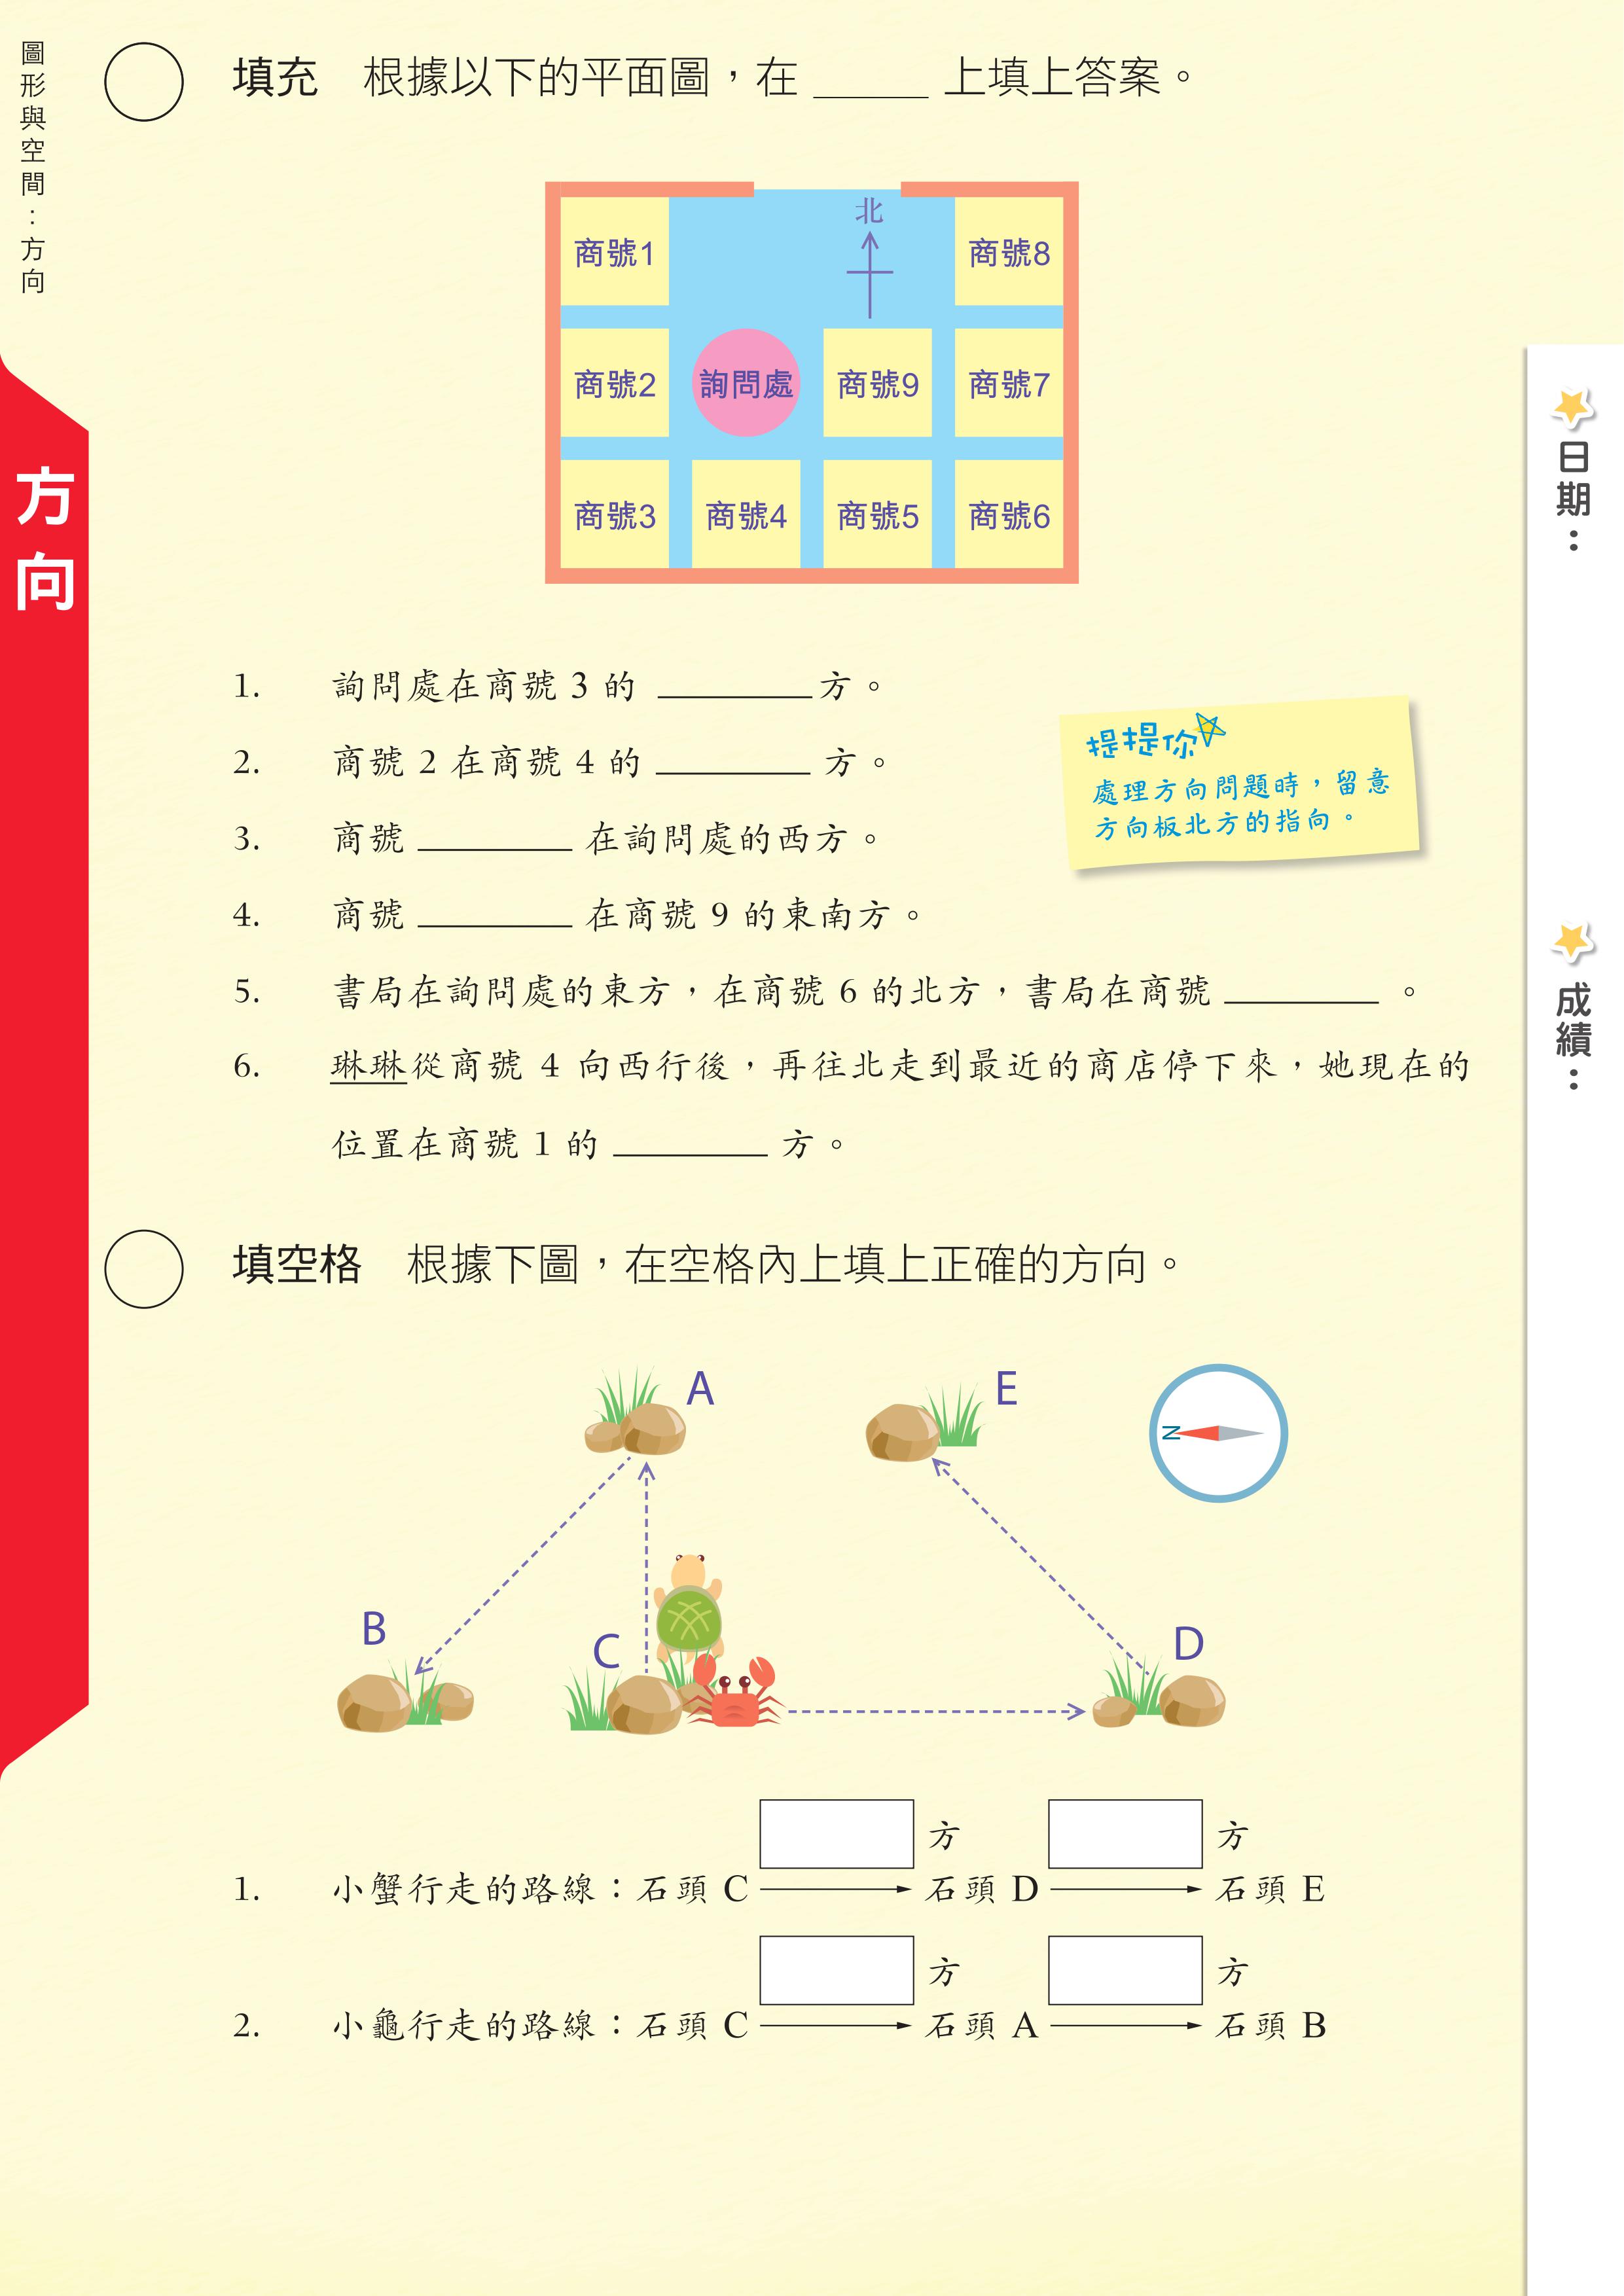 圖形與空間：方向
方向
填充　根據以下的平面圖，在 ______ 上填上答案。
北
商號1
商號8
商號2
詢問處
商號9
商號7
商號3
商號4
商號5
商號6
1. 詢問處在商號 3 的 ________ 方。
2. 商號 2 在商號 4 的 ________ 方。
3. 商號 ________ 在詢問處的西方。
4. 商號 ________ 在商號 9 的東南方。
5. 書局在詢問處的東方，在商號 6 的北方，書局在商號 ________ 。
6. 琳琳從商號 4 向西行後，再往北走到最近的商店停下來，她現在的
位置在商號 1 的 ________ 方。
提提你
處理方向問題時，留意
方向板北方的指向。
日期：
成績：
填空格　根據下圖，在空格內上填上正確的方向。
A
E
N
B
C
D
方　方
1. 小蟹行走的路線：石頭 C 石頭 D 石頭 E
方　方
2. 小龜行走的路線：石頭 C 石頭 A 石頭 B